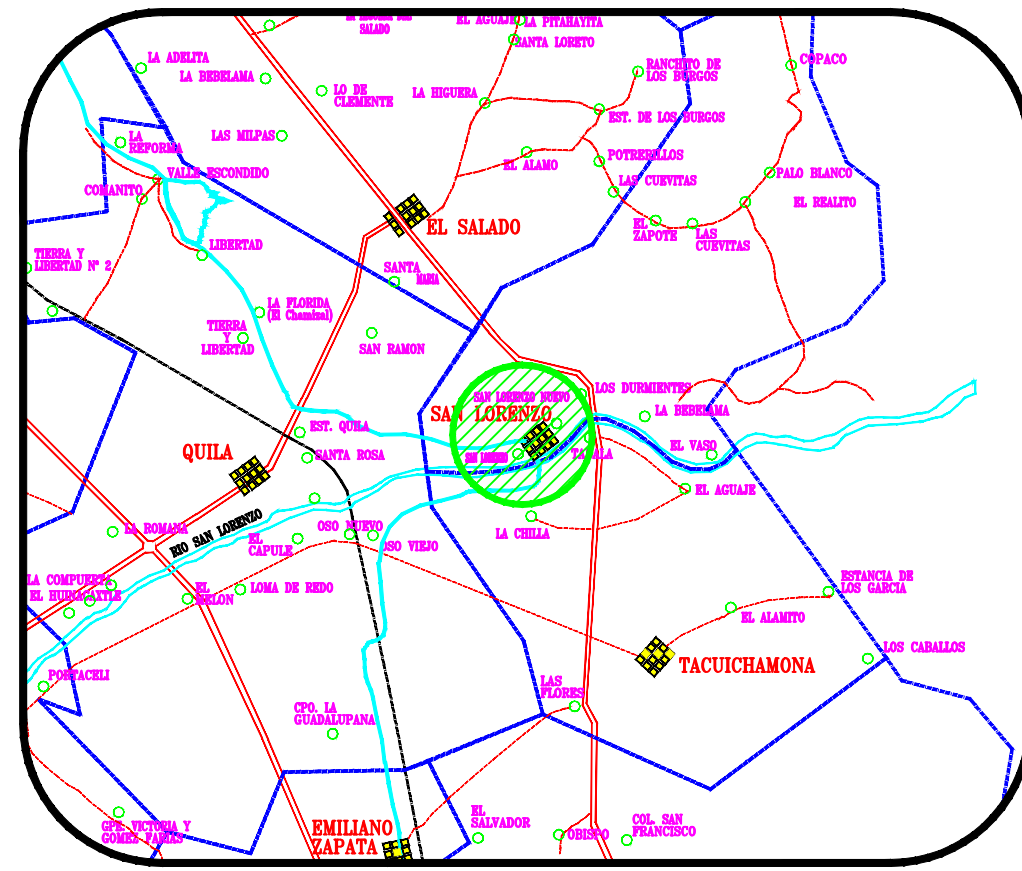 SALADO
EL AGUAJE
LA PITAHAYITA
SANTA LORETO
LA ADELITA
LA BEBELAMA
LO DE
CLEMENTE
LA HIGUERA
RANCHITO DE
LOS BURGOS
COPACO
EST. DE LOS BURGOS
LA
REFORMA
LAS MILPAS
VALLE ESCONDIDO
COMANITO
EL ALAMO
POTRERILLOS
LAS CUEVITAS
PALO BLANCO
EL REALITO
EL
ZAPOTE
LAS
CUEVITAS
EL SALADO
LIBERTAD
TIERRA Y
LIBERTAD Nº 2
SANTA
MARIA
LA FLORIDA
(El Chamizal)
TIERRA
Y
LIBERTAD
SAN RAMON
LOS DURMIENTES
SAN LORENZO NUEVO
SAN LORENZO
LA BEBELAMA
EST. QUILA
QUILA
SANTA ROSA
SAN LORENZO
TABALA
EL VASO
EL AGUAJE
LA CHILLA
LA ROMANA
RIO SAN LORENZO
OSO NUEVO
EL
CAPULE
OSO VIEJO
LA COMPUERTA
EL HUINACAXTLE
EL
MELON
LOMA DE REDO
ESTANCIA DE
LOS GARCIA
EL ALAMITO
LOS CABALLOS
TACUICHAMONA
PORTACELI
LAS
FLORES
CPO. LA
GUADALUPANA
GPE. VICTORIA Y
GOMEZ FARIAS
EMILIANO
ZAPATA
EL
SALVADOR
OBISPO
COL. SAN
FRANCISCO